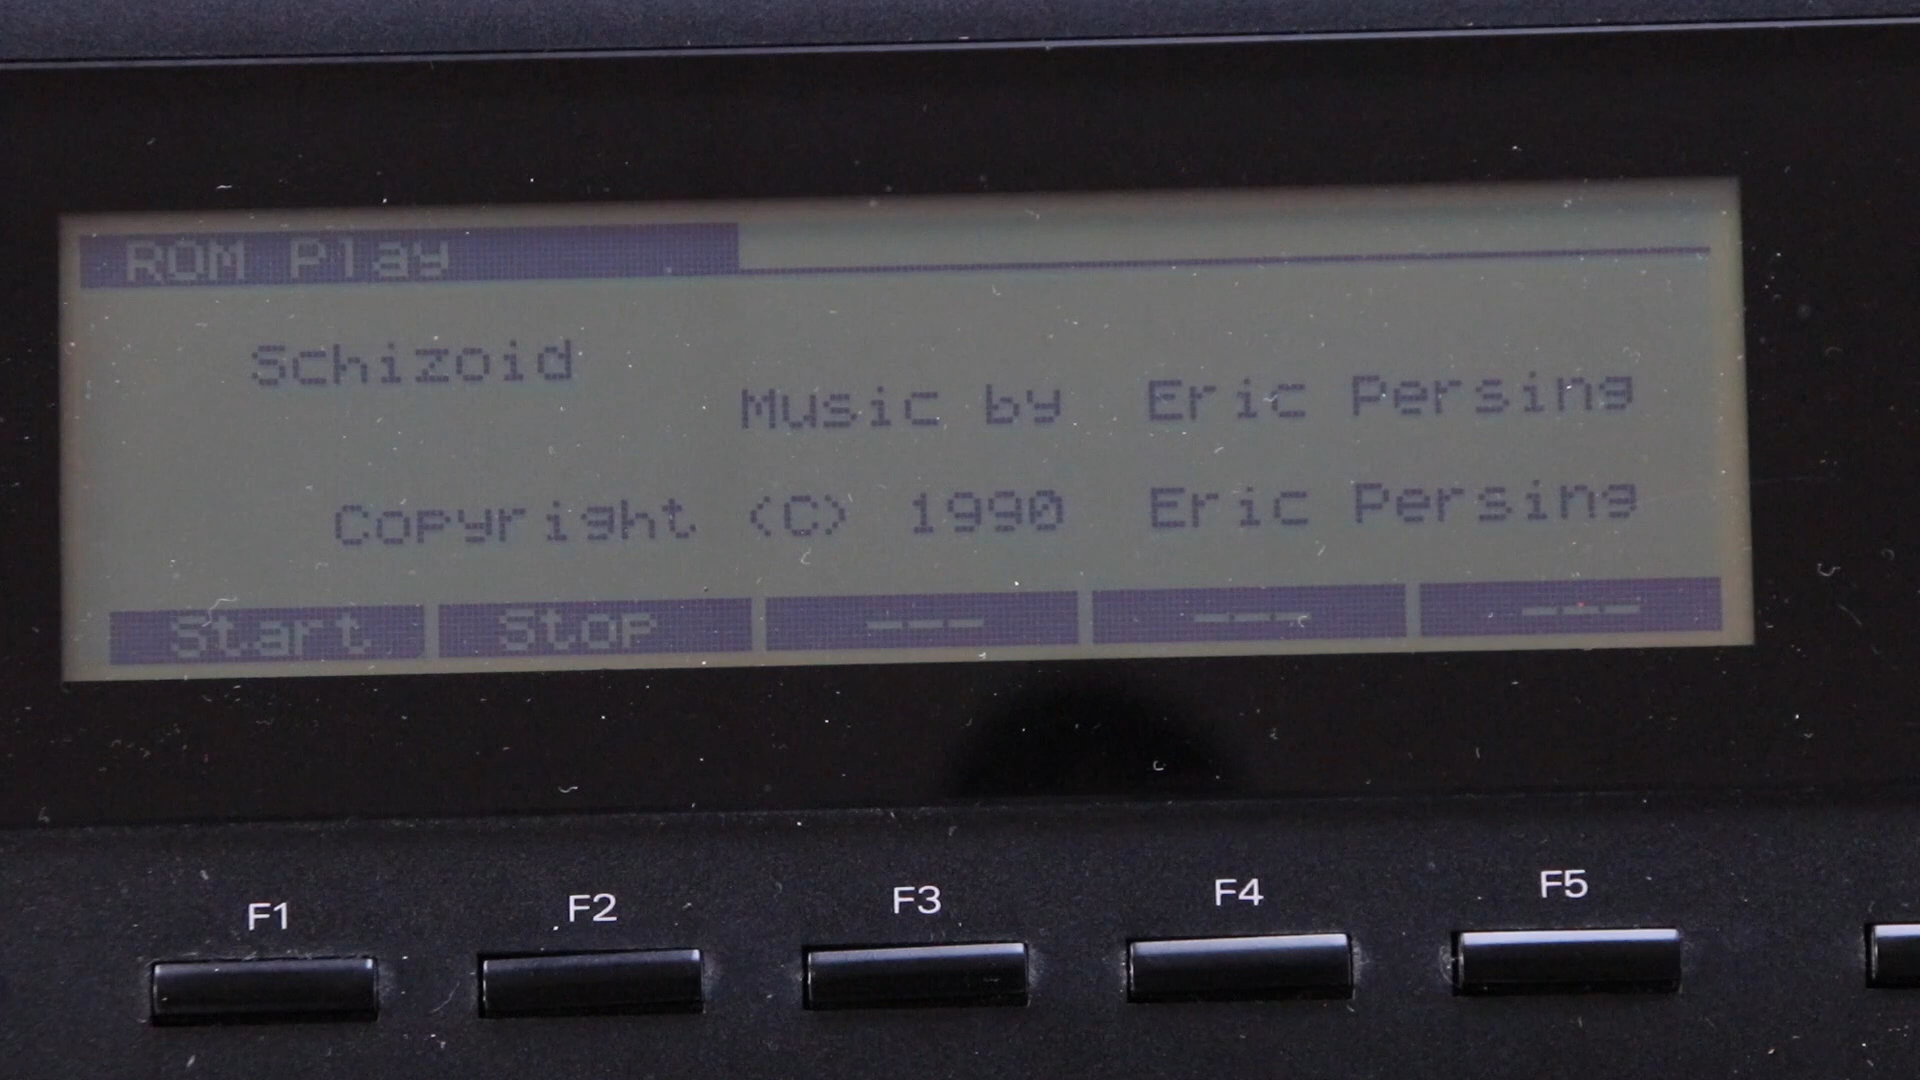 ROM Play
Schizoid
Music by Eric Persing
Copyright (C) 1990 Eric Persing
Start Stop --- --- ---
F1 F2 F3 F4 F5